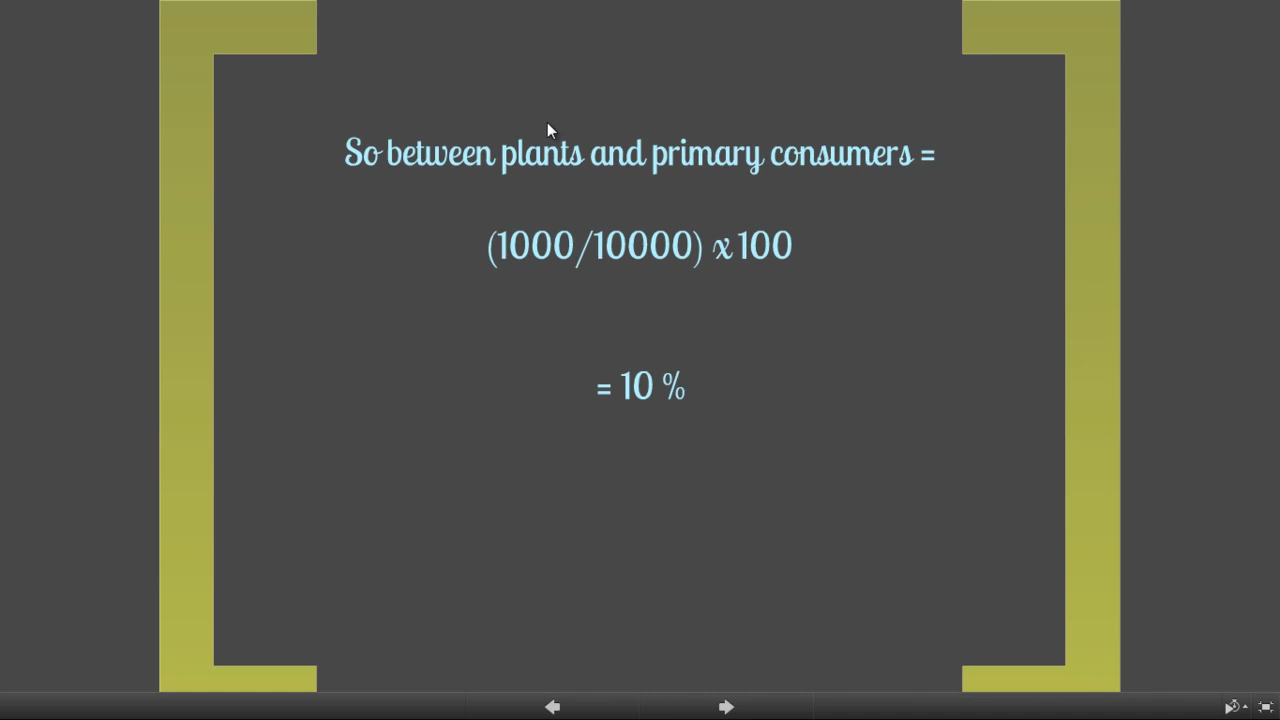 So between plants and primary consumers =
(1000/10000) x 100
= 10 %